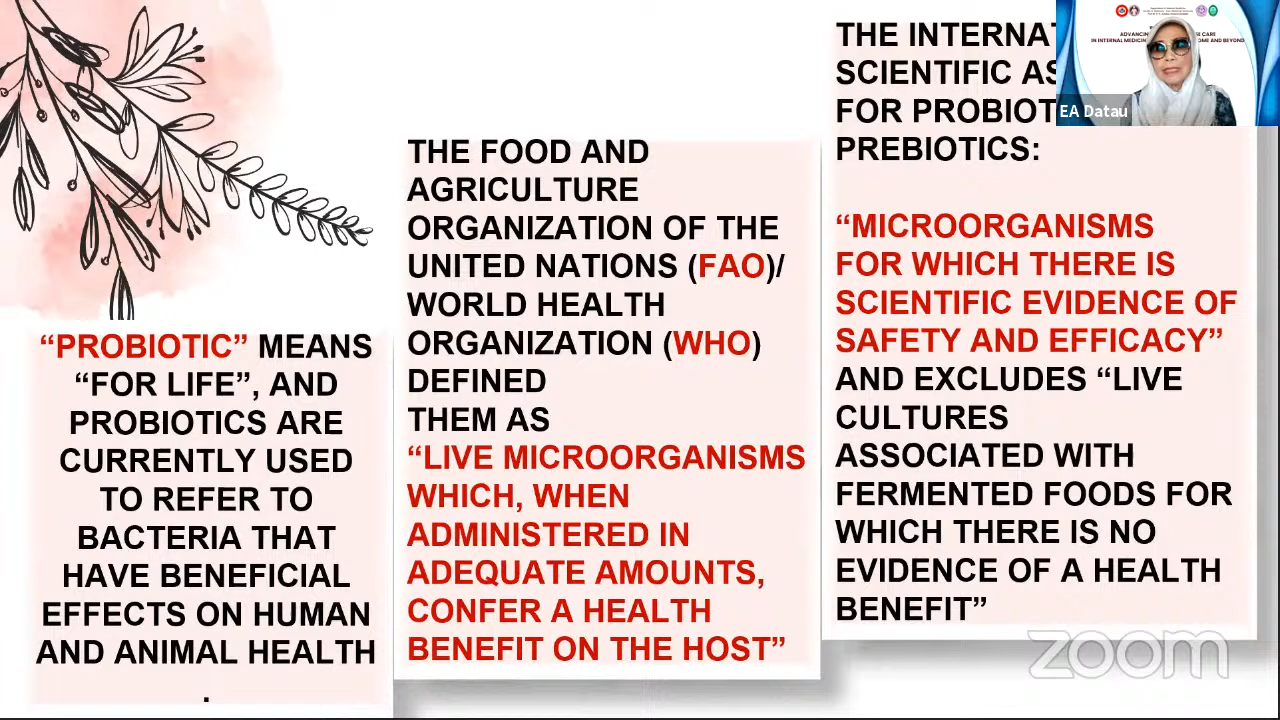 “PROBIOTIC” MEANS
“FOR LIFE”, AND
PROBIOTICS ARE
CURRENTLY USED
TO REFER TO
BACTERIA THAT
HAVE BENEFICIAL
EFFECTS ON HUMAN
AND ANIMAL HEALTH
.
THE FOOD AND
AGRICULTURE
ORGANIZATION OF THE
UNITED NATIONS (FAO)/
WORLD HEALTH
ORGANIZATION (WHO)
DEFINED
THEM AS
“LIVE MICROORGANISMS
WHICH, WHEN
ADMINISTERED IN
ADEQUATE AMOUNTS,
CONFER A HEALTH
BENEFIT ON THE HOST”
THE
SCIENTIFIC
FOR
PREBIOTICS:
“MICROORGANISMS
FOR WHICH THERE IS
SCIENTIFIC EVIDENCE OF
SAFETY AND EFFICACY”
AND EXCLUDES “LIVE
CULTURES
ASSOCIATED WITH
FERMENTED FOODS FOR
WHICH THERE IS NO
EVIDENCE OF A HEALTH
BENEFIT”
EA Datau
zoom